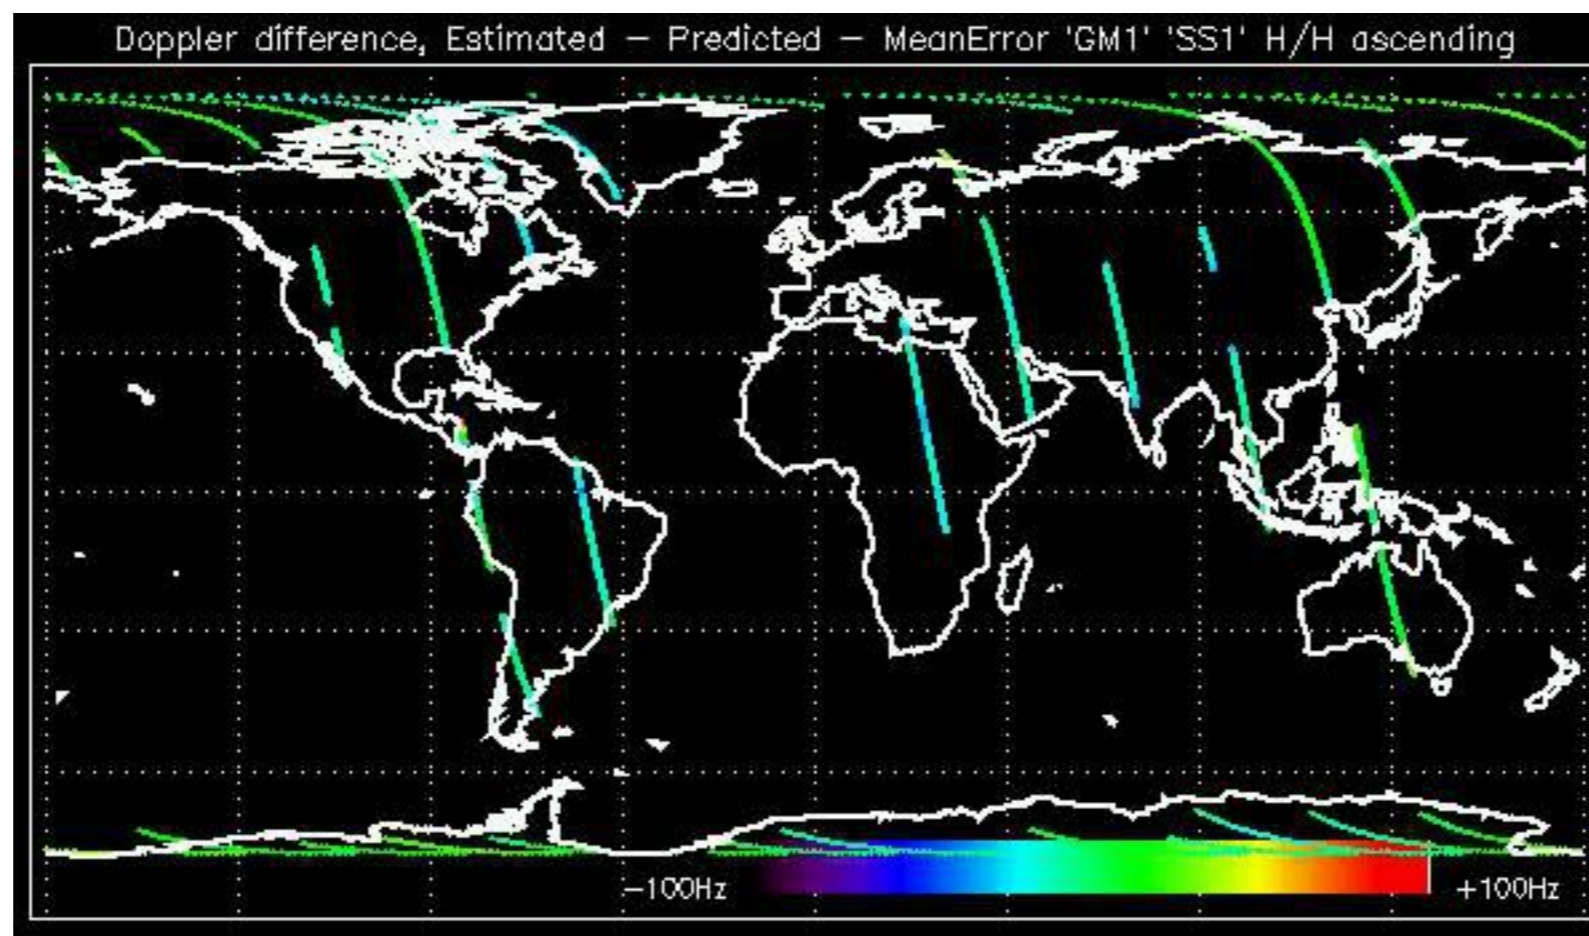 Doppler difference, Estimated - Predicted - MeanError 'GM1' 'SS1' H/H ascending
-100Hz +100Hz